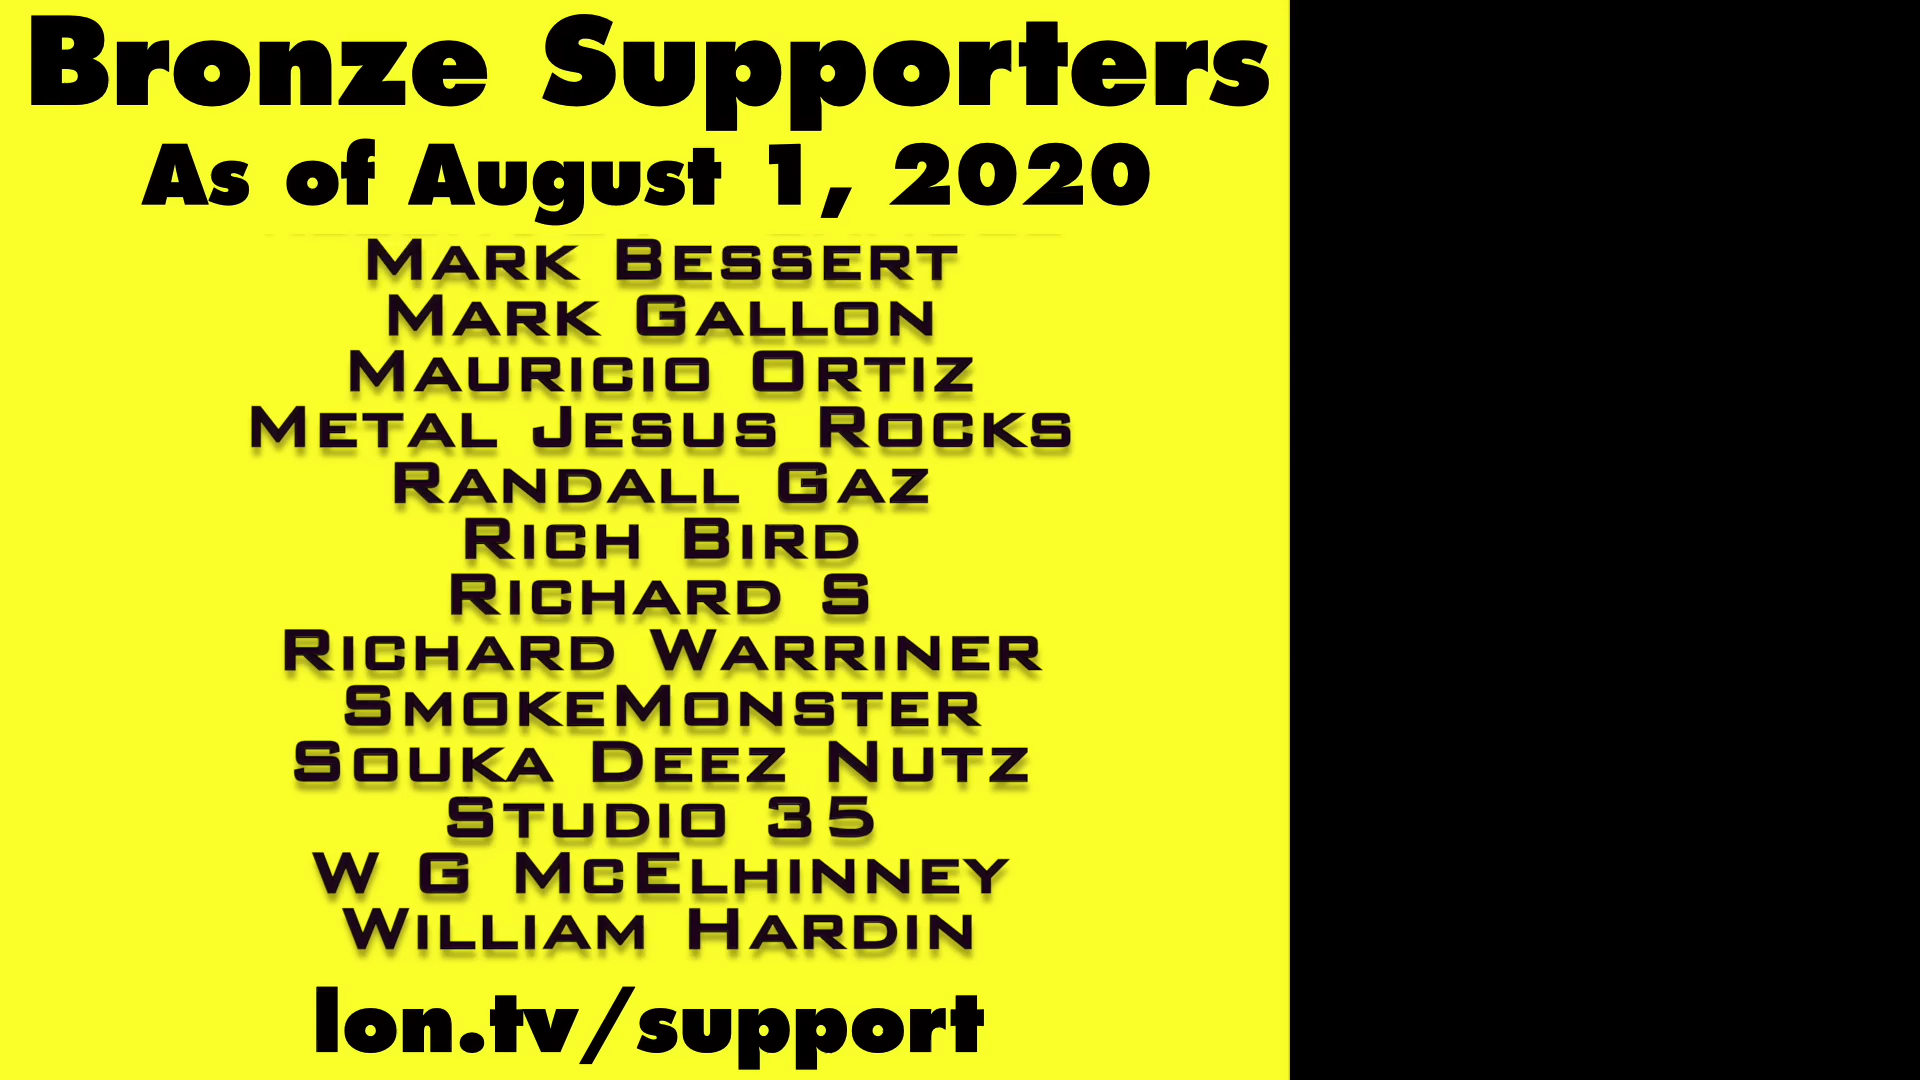 Bronze Supporters
As of August 1, 2020
Mark Bessert
Mark Gallon
Mauricio Ortiz
Metal Jesus Rocks
Randall Gaz
Rich Bird
Richard S
Richard Warriner
SmokeMonster
Souka Deez Nutz
Studio 35
W G McElhinney
William Hardin
lon.tv/support